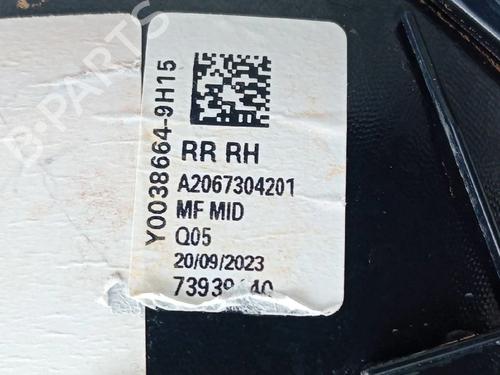 Y0038664-9H15
RR RH
A2067304201
MF MID
Q05
20/09/2023
B-PARTS